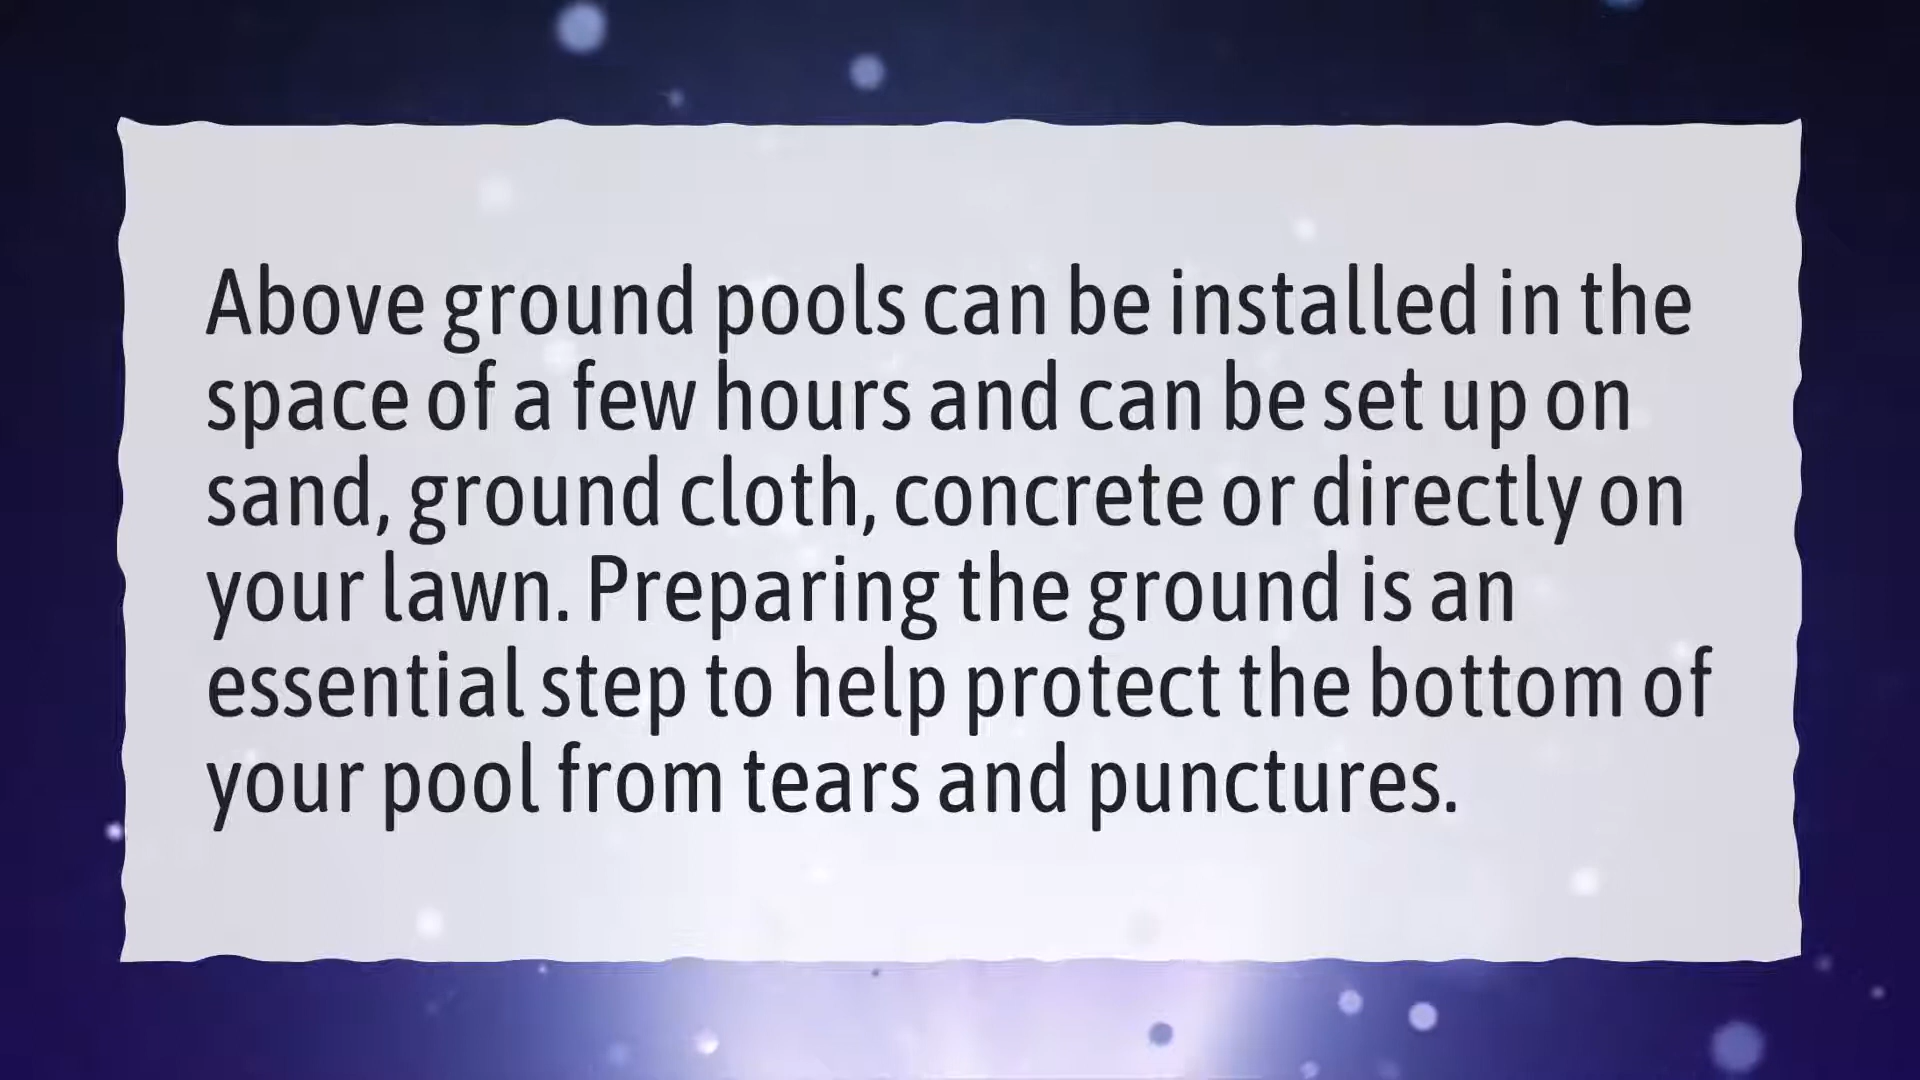 Above ground pools can be installed in the
space of a few hours and can be set up on
sand, ground cloth, concrete or directly on
your lawn. Preparing the ground is an
essential step to help protect the bottom of
your pool from tears and punctures.